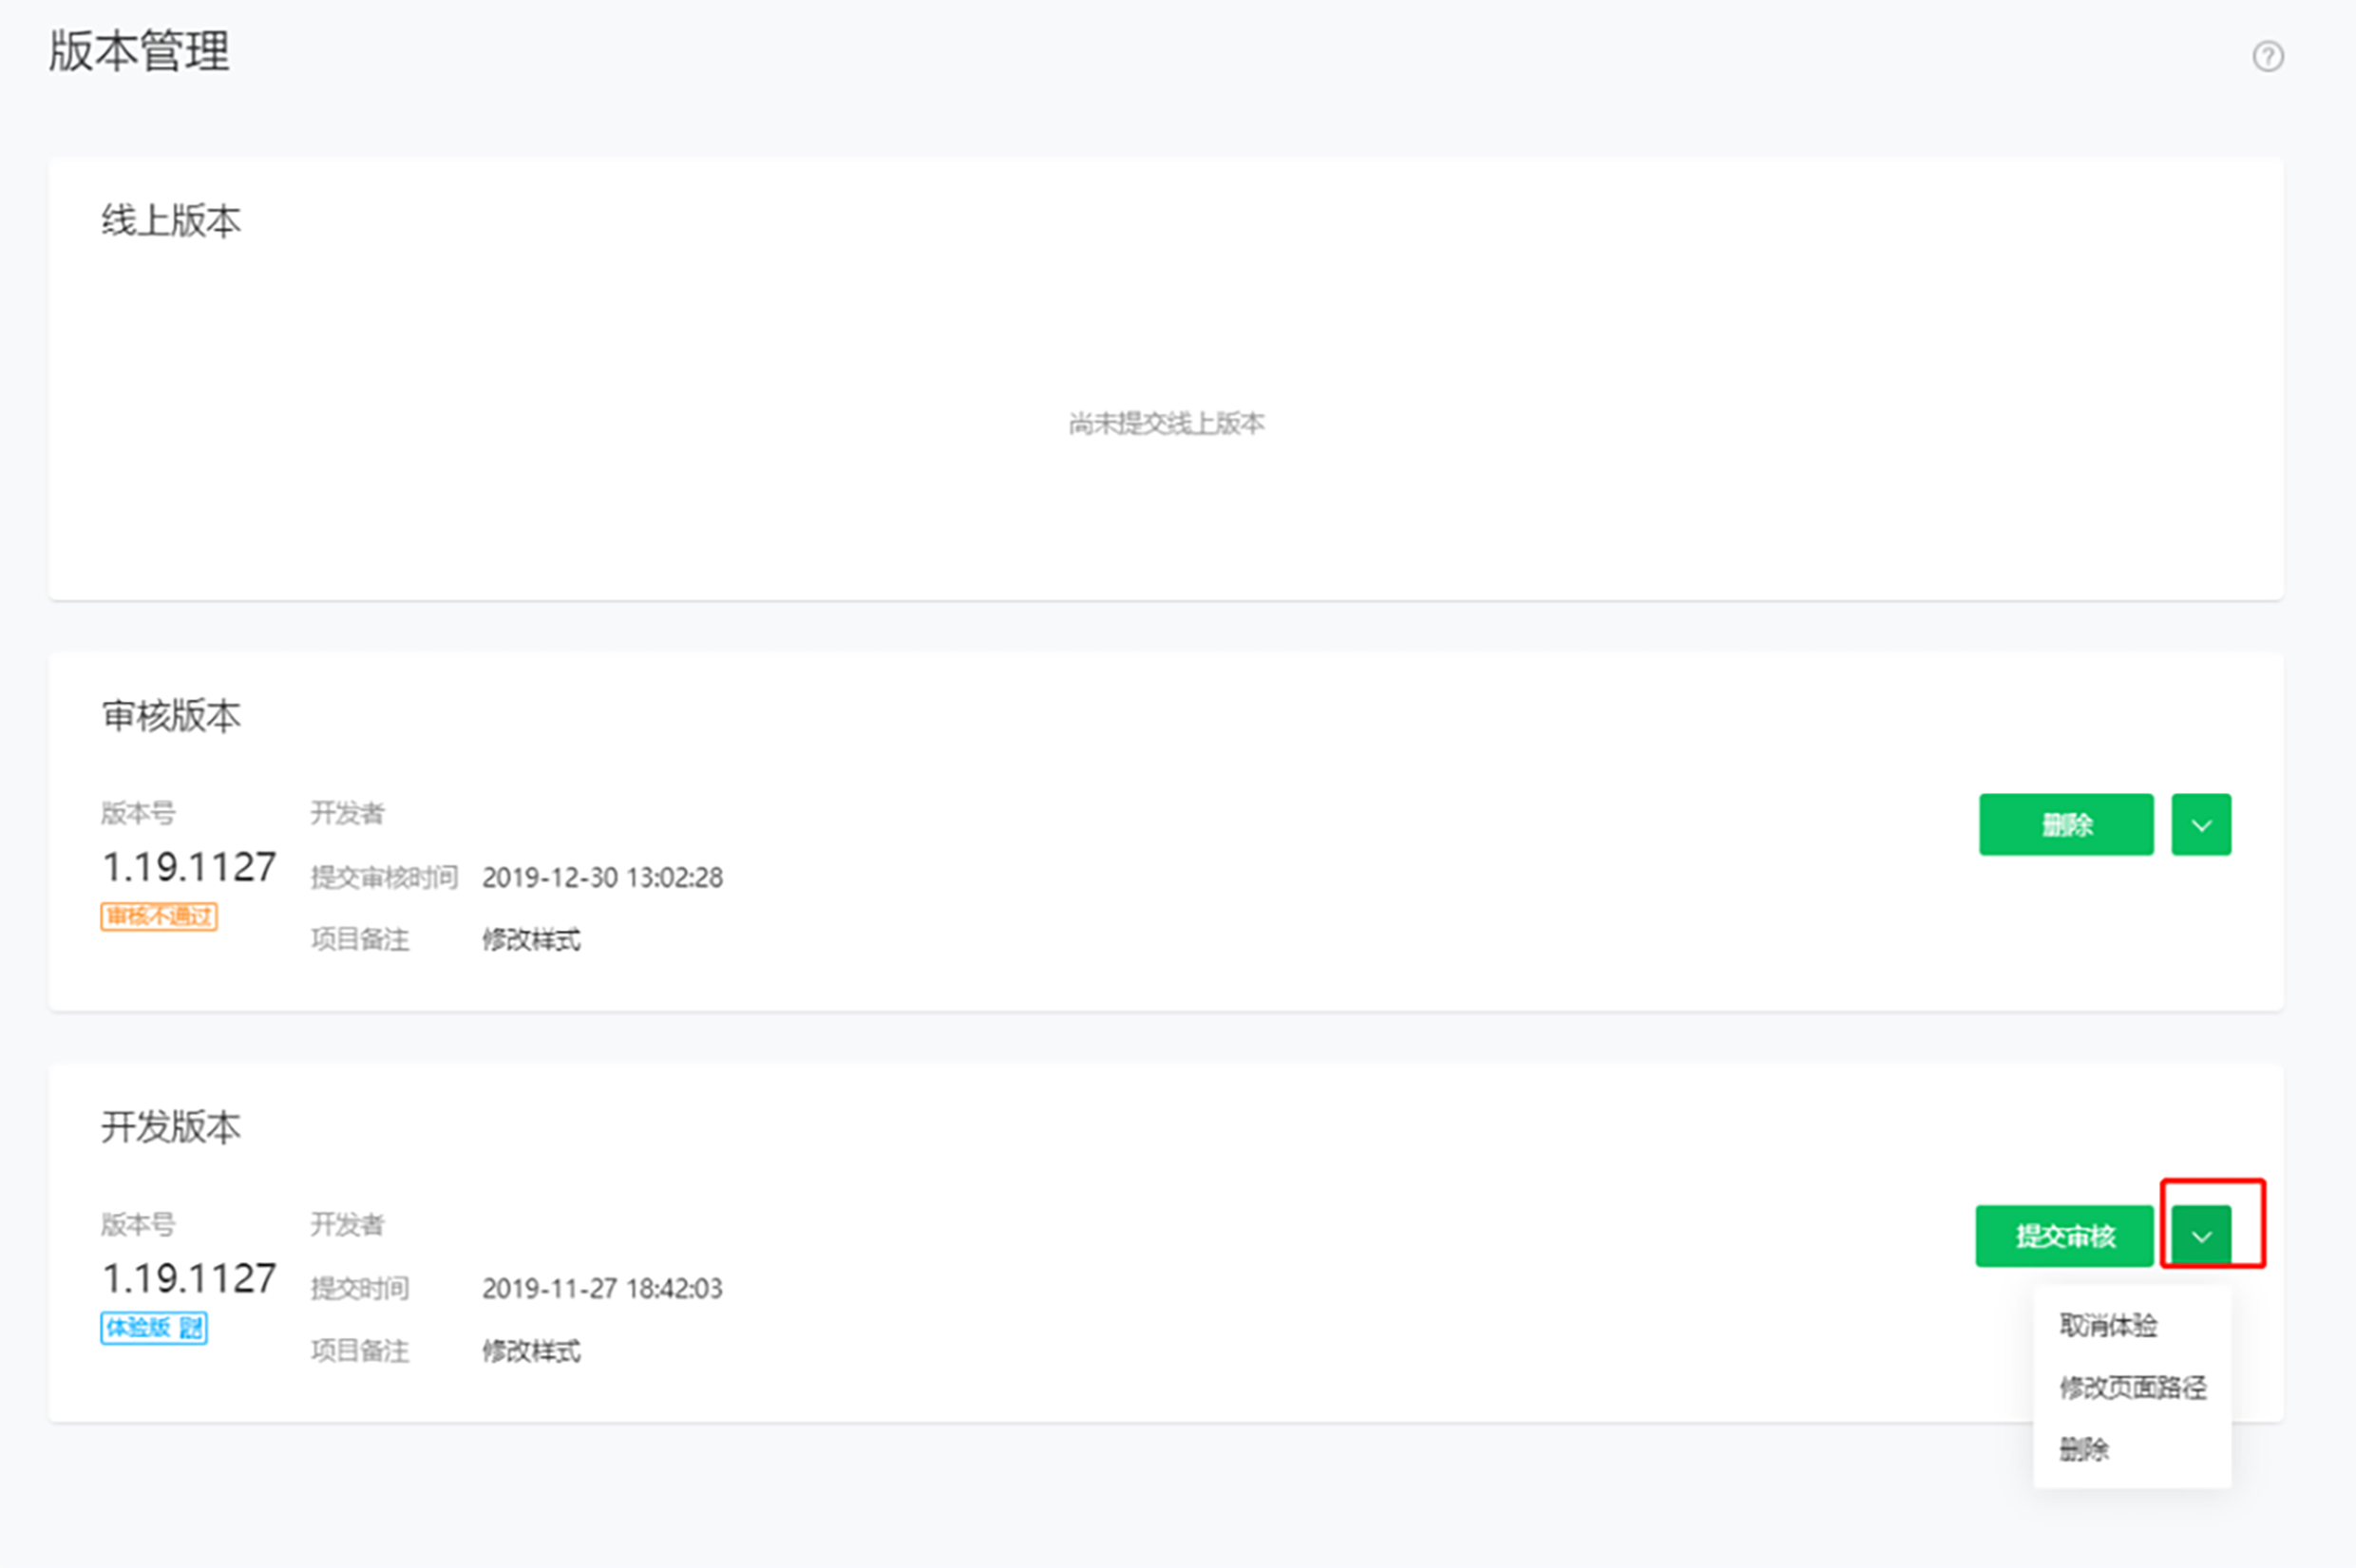 版本管理
?
线上版本
尚未提交线上版本
审核版本
版本号
开发者
删除
1.19.1127
提交审核时间 2019-12-30 13:02:28
审核不通过
项目备注 修改样式
开发版本
版本号
开发者
提交审核
1.19.1127
提交时间 2019-11-27 18:42:03
体验版
项目备注 修改样式
取消体验
修改页面路径
删除